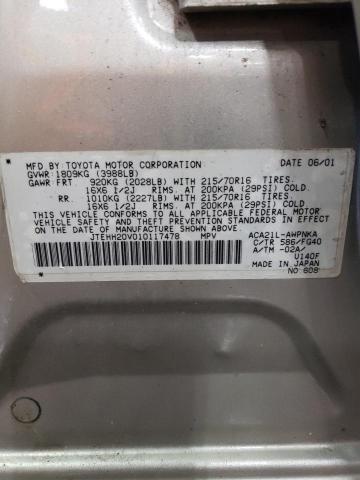 MFD BY TOYOTA MOTOR CORPORATION DATE 06/01
GVWR 1809KG (3988LB)
GAWR FRT 920KG (2028LB) WITH 215/70R16 TIRES.
16X6 1/2J RIMS. AT 200KPA (29PSI) COLD.
RR. 1010KG (2227LB) WITH 215/70R16 TIRES.
16X6 1/2J RIMS. AT 200KPA (29PSI) COLD.
THIS VEHICLE CONFORMS TO ALL APPLICABLE FEDERAL MOTOR
VEHICLE SAFETY AND THEFT PREVENTION STANDARDS IN EFFECT
ON THE DATE OF MANUFACTURE SHOWN ABOVE.
JTEHH20V010117478 MPV ACA21L-AWPNKA
C/TR 586/FG40
A/TM -02A/
U140F
MADE IN JAPAN
NO 608